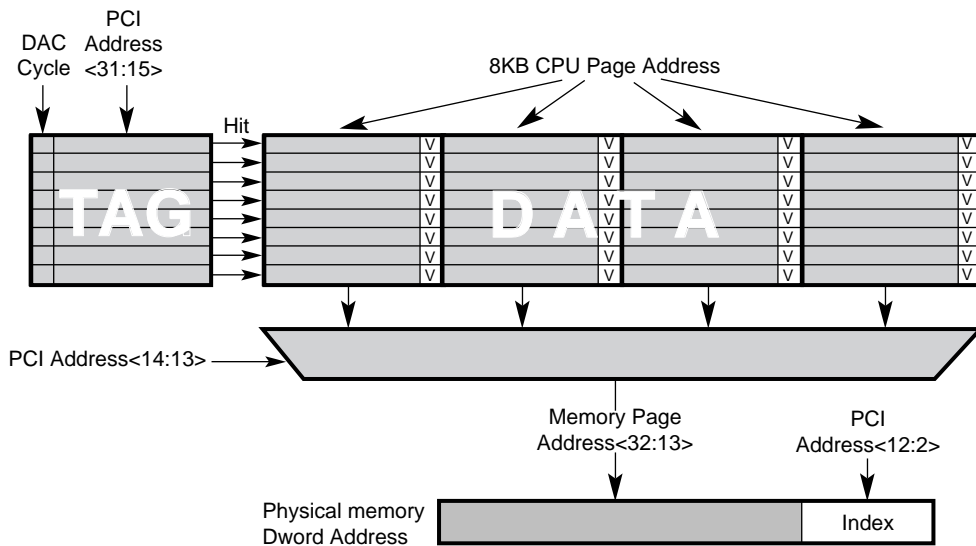 DAC
Cycle
PCI
Address
<31:15>
8KB CPU Page Address
Hit
TAG
DATA
V V V V
V V V V
V V V V
V V V V
V V V V
V V V V
V V V V
V V V V
PCI Address<14:13>
Memory Page
Address<32:13>
PCI
Address<12:2>
Physical memory
Dword Address
Index